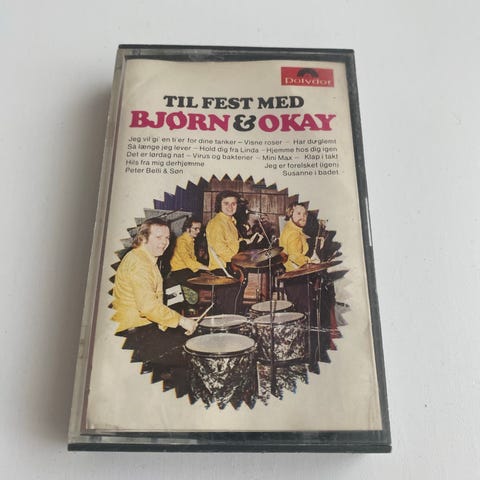 Polydor
TIL FEST MED
BJØRN & OKAY
Jeg vil gi' en ti'er for dine tanker – Visne roser – Har du glemt
Sa længe jeg lever – Hold dig fra Linda – Hjemme hos dig igen
Det er lørdag nat – Virus og bakterier – Mini Max – Klap i takt
Hils fra mig derhjemme Jeg er forelsket (igen)
Peter Belli & Søn Susanne i badet